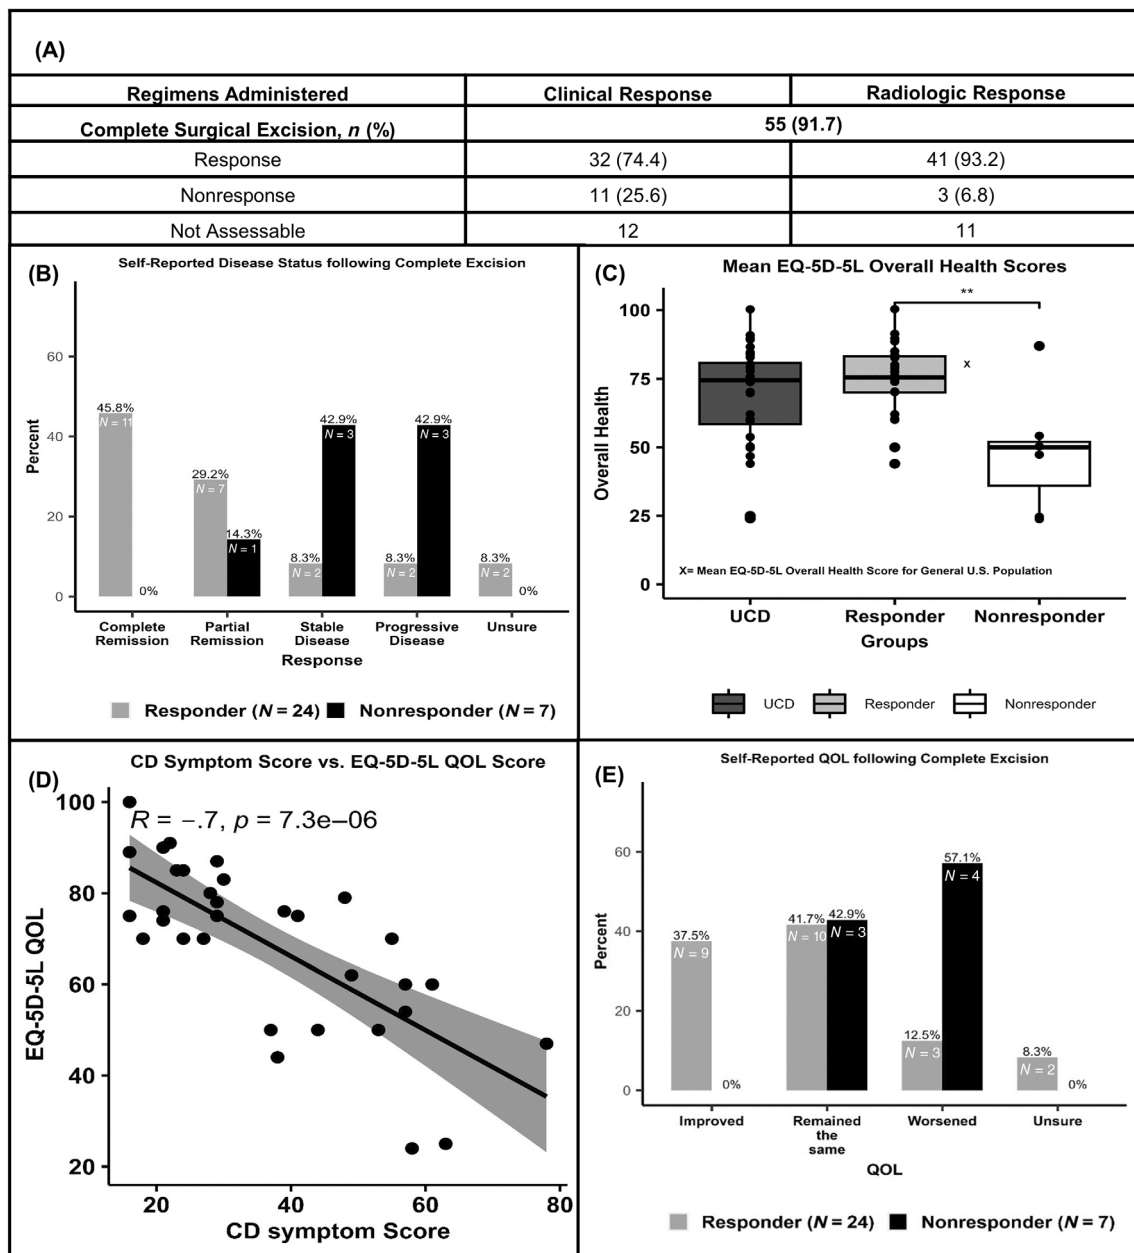 (A)
Regimens Administered Clinical Response Radiologic Response
Complete Surgical Excision, n (%) 55 (91.7)
Response 32 (74.4) 41 (93.2)
Nonresponse 11 (25.6) 3 (6.8)
Not Assessable 12 11
(B)
Self-Reported Disease Status following Complete Excision
Percent
60
40
20
0
45.8%
N = 11
0%
29.2%
N = 7
14.3%
N = 1
8.3%
N = 2
42.9%
N = 3
8.3%
N = 2
42.9%
N = 3
8.3%
N = 2
0%
Complete Remission
Partial Remission
Stable Disease
Progressive Disease
Unsure
Response
Responder (N = 24) Nonresponder (N = 7)
(C)
Mean EQ-5D-5L Overall Health Scores
Overall Health
100
75
50
25
0
**
x
X= Mean EQ-5D-5L Overall Health Score for General U.S. Population
UCD Responder Nonresponder
Groups
UCD Responder Nonresponder
(D)
CD Symptom Score vs. EQ-5D-5L QOL Score
R = −.7, p = 7.3e−06
EQ-5D-5L QOL
100
80
60
40
20
20 40 60 80
CD symptom Score
(E)
Self-Reported QOL following Complete Excision
Percent
60
40
20
0
37.5%
N = 9
0%
41.7%
N = 10
42.9%
N = 3
12.5%
N = 3
57.1%
N = 4
8.3%
N = 2
0%
Improved
Remained the same
Worsened
Unsure
QOL
Responder (N = 24) Nonresponder (N = 7)